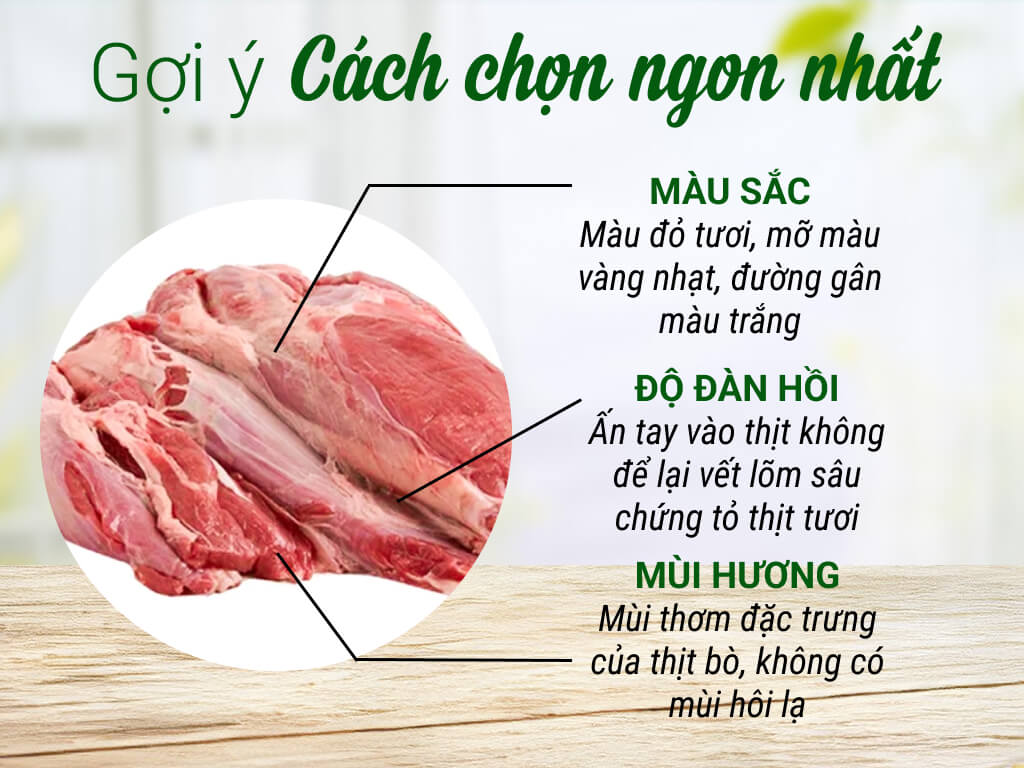 Gợi ý Cách chọn ngon nhất
MÀU SẮC
Màu đỏ tươi, mỡ màu
vàng nhạt, đường gân
màu trắng
ĐỘ ĐÀN HỒI
Ấn tay vào thịt không
để lại vết lõm sâu
chứng tỏ thịt tươi
MÙI HƯƠNG
Mùi thơm đặc trưng
của thịt bò, không có
mùi hôi lạ